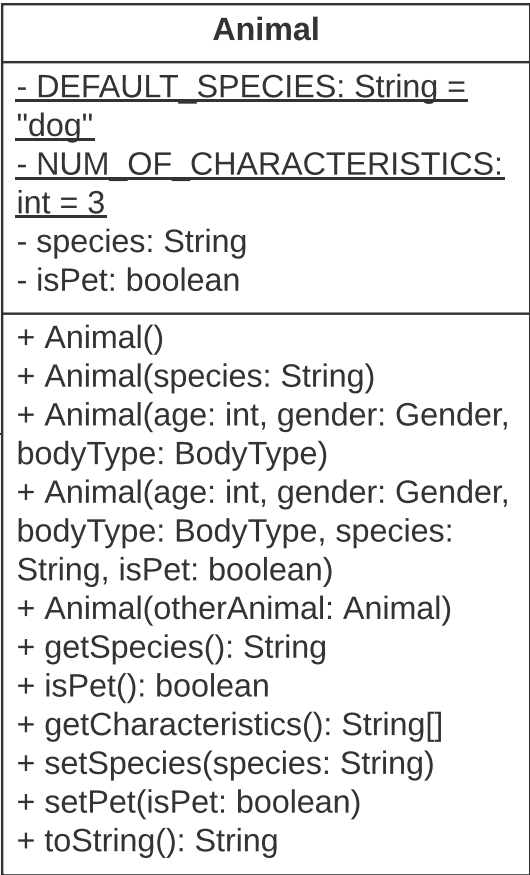 Animal
- DEFAULT_SPECIES: String =
"dog"
- NUM_OF_CHARACTERISTICS:
int = 3
- species: String
- isPet: boolean
+ Animal()
+ Animal(species: String)
+ Animal(age: int, gender: Gender,
bodyType: BodyType)
+ Animal(age: int, gender: Gender,
bodyType: BodyType, species:
String, isPet: boolean)
+ Animal(otherAnimal: Animal)
+ getSpecies(): String
+ isPet(): boolean
+ getCharacteristics(): String[]
+ setSpecies(species: String)
+ setPet(isPet: boolean)
+ toString(): String